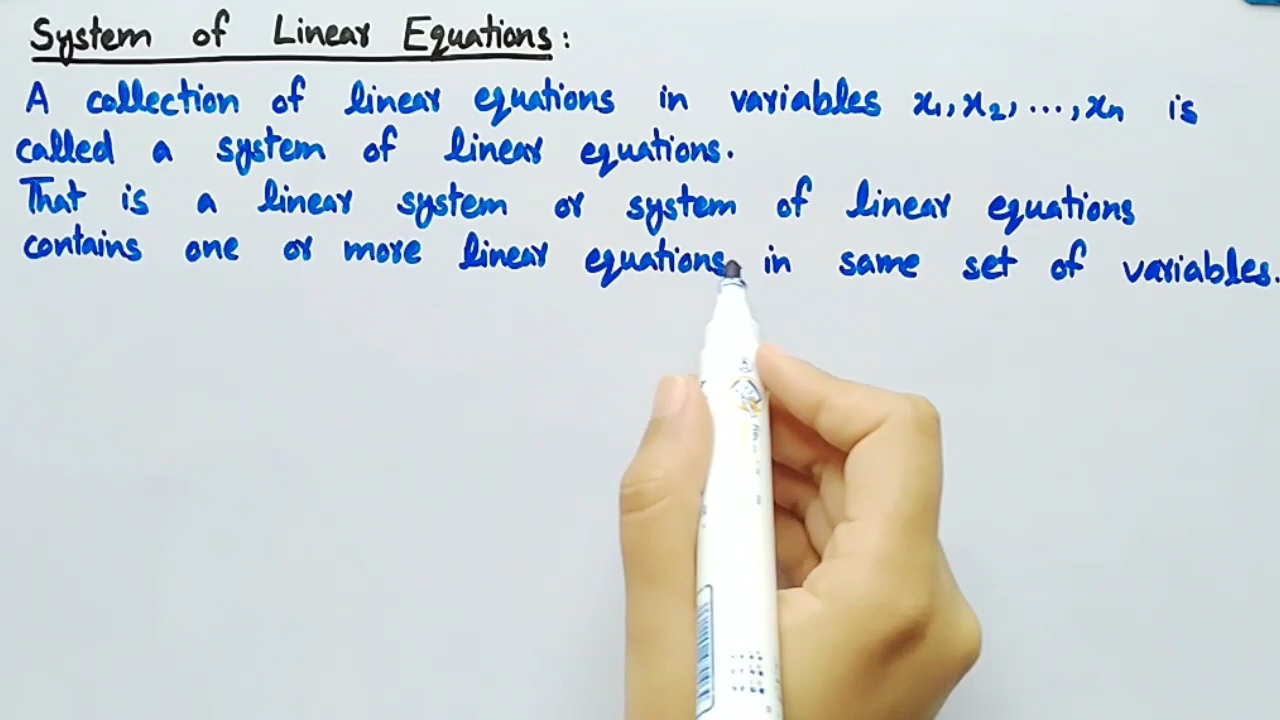 System of Linear Equations:
A collection of linear equations in variables x₁, x₂, ..., xₙ is
called a system of linear equations.
That is a linear system or system of linear equations
contains one or more linear equations in same set of variables.